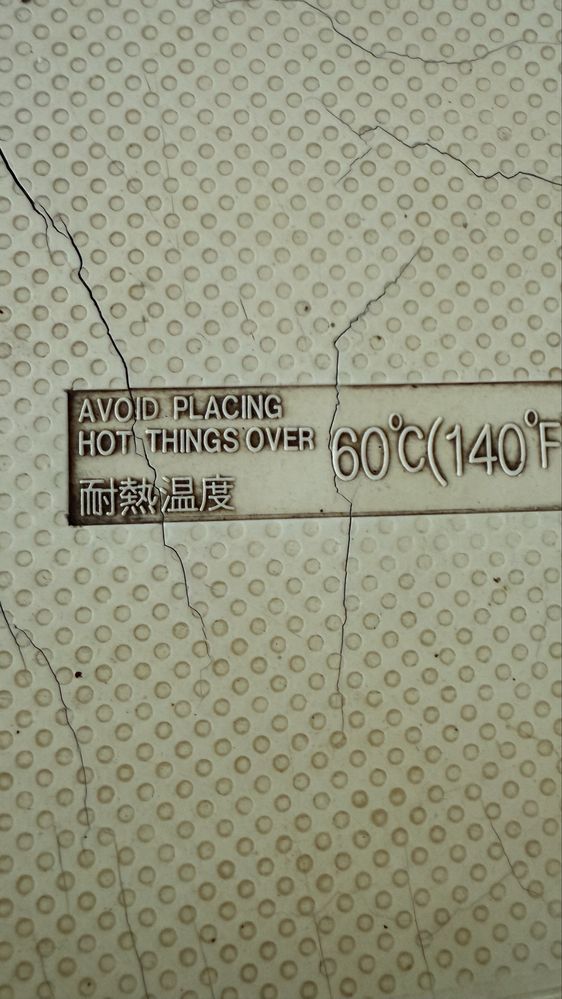 AVOID PLACING
HOT THINGS OVER 60°C(140°F
耐熱温度